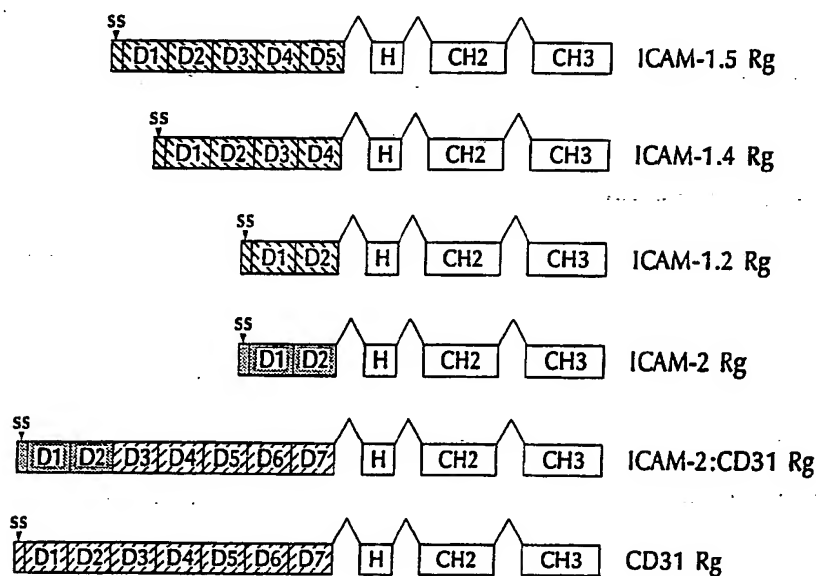 ss
D1 D2 D3 D4 D5 H CH2 CH3 ICAM-1.5 Rg
ss
D1 D2 D3 D4 H CH2 CH3 ICAM-1.4 Rg
ss
D1 D2 H CH2 CH3 ICAM-1.2 Rg
ss
D1 D2 H CH2 CH3 ICAM-2 Rg
ss
D1 D2 D3 D4 D5 D6 D7 H CH2 CH3 ICAM-2:CD31 Rg
ss
D1 D2 D3 D4 D5 D6 D7 H CH2 CH3 CD31 Rg